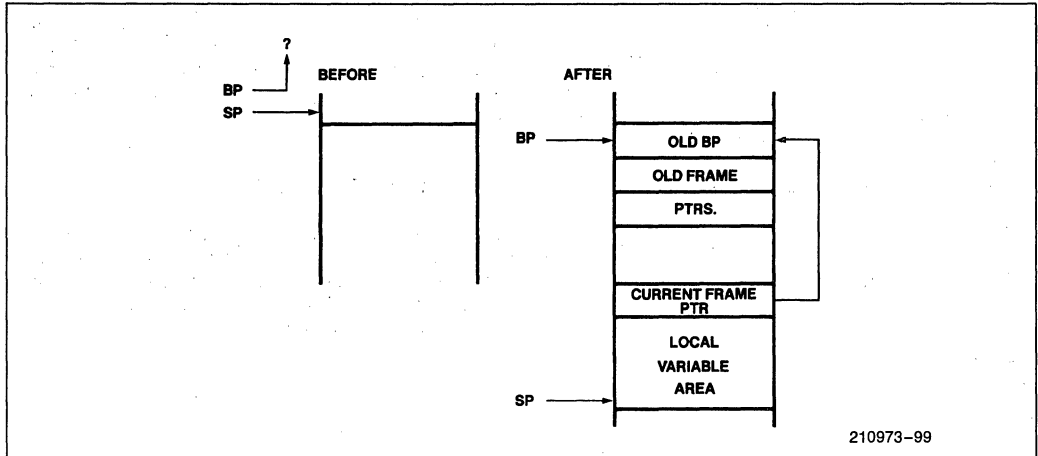 ?
BEFORE
BP
SP
AFTER
BP
OLD BP
OLD FRAME
PTRS.
CURRENT FRAME
PTR
LOCAL
VARIABLE
AREA
SP
210973–99